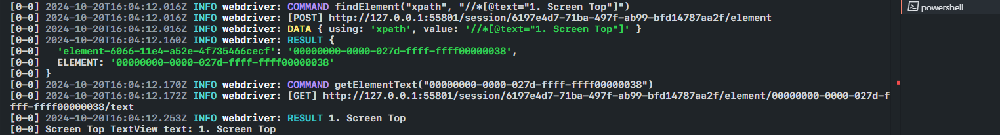 [0-0] 2024-10-20T16:04:12.016Z INFO webdriver: COMMAND findElement("xpath", "//*[@text="1. Screen Top"]")
[0-0] 2024-10-20T16:04:12.016Z INFO webdriver: [POST] http://127.0.0.1:55801/session/6197e4d7-71ba-497f-ab99-bfd14787aa2f/element
[0-0] 2024-10-20T16:04:12.016Z INFO webdriver: DATA { using: 'xpath', value: '//*[@text="1. Screen Top"]' }
[0-0] 2024-10-20T16:04:12.160Z INFO webdriver: RESULT {
[0-0]   'element-6066-11e4-a52e-4f735466cecf': '00000000-0000-027d-ffff-ffff00000038',
[0-0]   ELEMENT: '00000000-0000-027d-ffff-ffff00000038'
[0-0] }
[0-0] 2024-10-20T16:04:12.170Z INFO webdriver: COMMAND getElementText("00000000-0000-027d-ffff-ffff00000038")
[0-0] 2024-10-20T16:04:12.172Z INFO webdriver: [GET] http://127.0.0.1:55801/session/6197e4d7-71ba-497f-ab99-bfd14787aa2f/element/00000000-0000-027d-f
fff-ffff00000038/text
[0-0] 2024-10-20T16:04:12.253Z INFO webdriver: RESULT 1. Screen Top
[0-0] Screen Top TextView text: 1. Screen Top
powershell